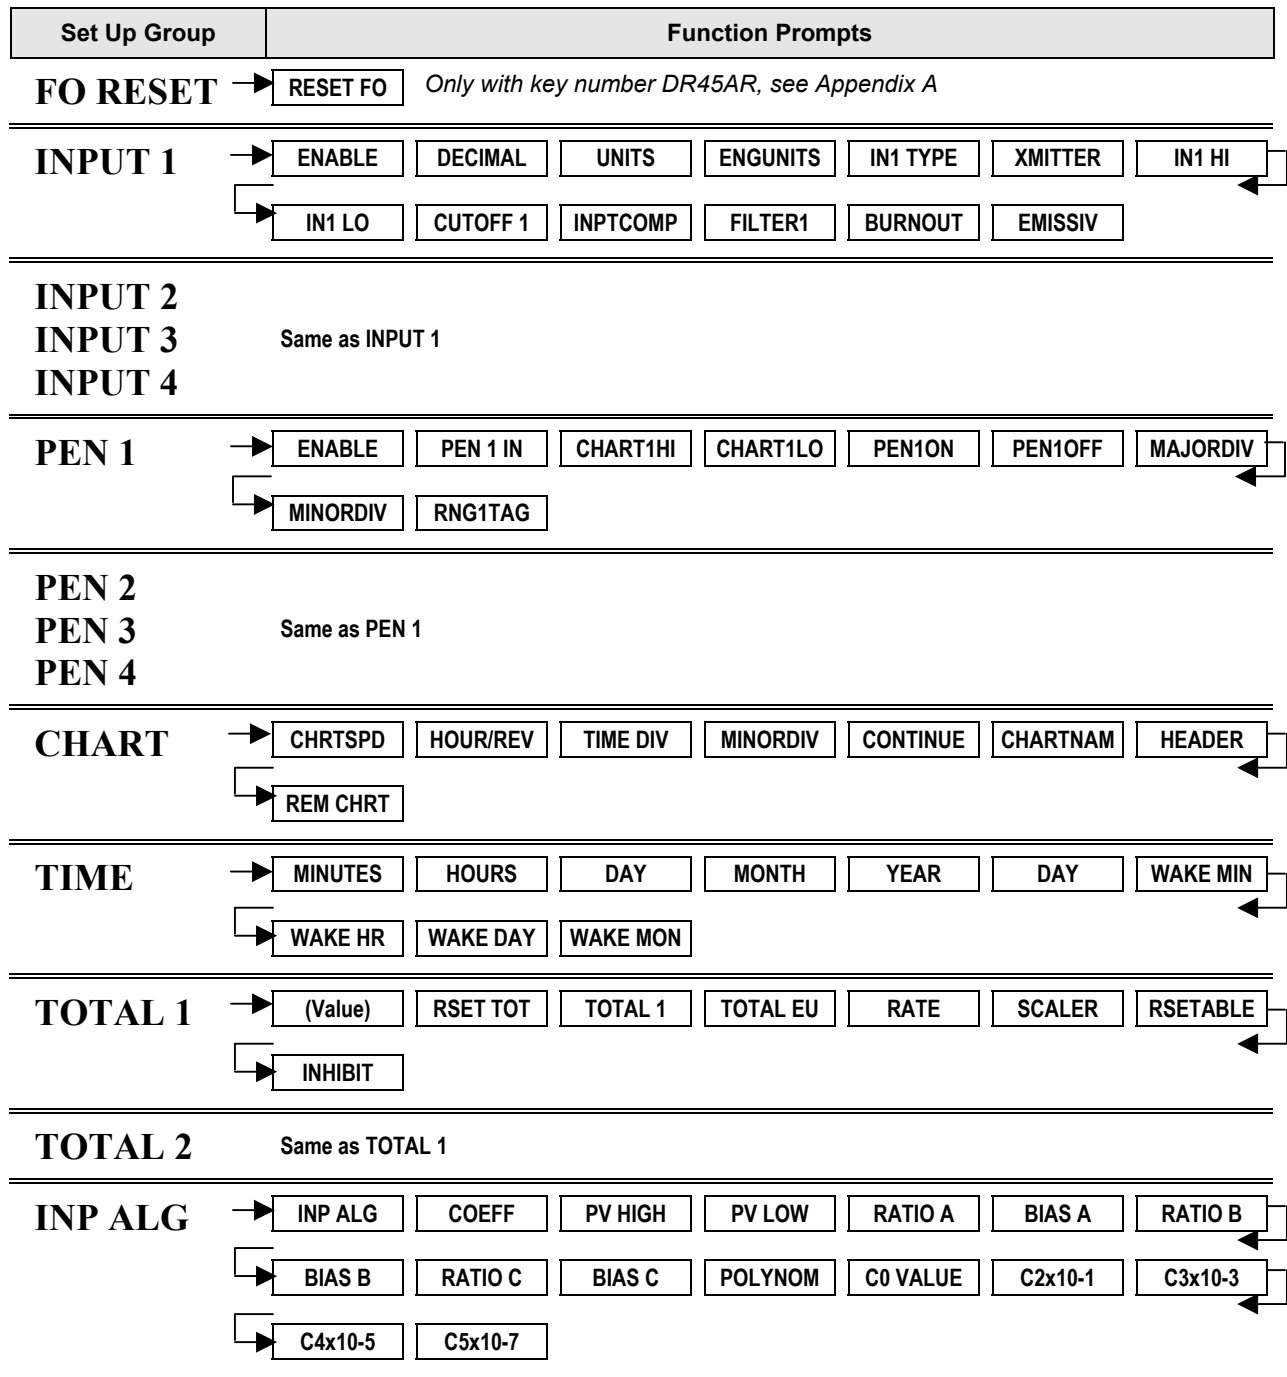 Set Up Group Function Prompts
FO RESET RESET FO Only with key number DR45AR, see Appendix A
INPUT 1 ENABLE DECIMAL UNITS ENGUNITS IN1 TYPE XMITTER IN1 HI
IN1 LO CUTOFF 1 INPTCOMP FILTER1 BURNOUT EMISSIV
INPUT 2
INPUT 3 Same as INPUT 1
INPUT 4
PEN 1 ENABLE PEN 1 IN CHART1HI CHART1LO PEN1ON PEN1OFF MAJORDIV
MINORDIV RNG1TAG
PEN 2
PEN 3 Same as PEN 1
PEN 4
CHART CHRTSPD HOUR/REV TIME DIV MINORDIV CONTINUE CHARTNAM HEADER
REM CHRT
TIME MINUTES HOURS DAY MONTH YEAR DAY WAKE MIN
WAKE HR WAKE DAY WAKE MON
TOTAL 1 (Value) RSET TOT TOTAL 1 TOTAL EU RATE SCALER RSETABLE
INHIBIT
TOTAL 2 Same as TOTAL 1
INP ALG INP ALG COEFF PV HIGH PV LOW RATIO A BIAS A RATIO B
BIAS B RATIO C BIAS C POLYNOM C0 VALUE C2x10-1 C3x10-3
C4x10-5 C5x10-7